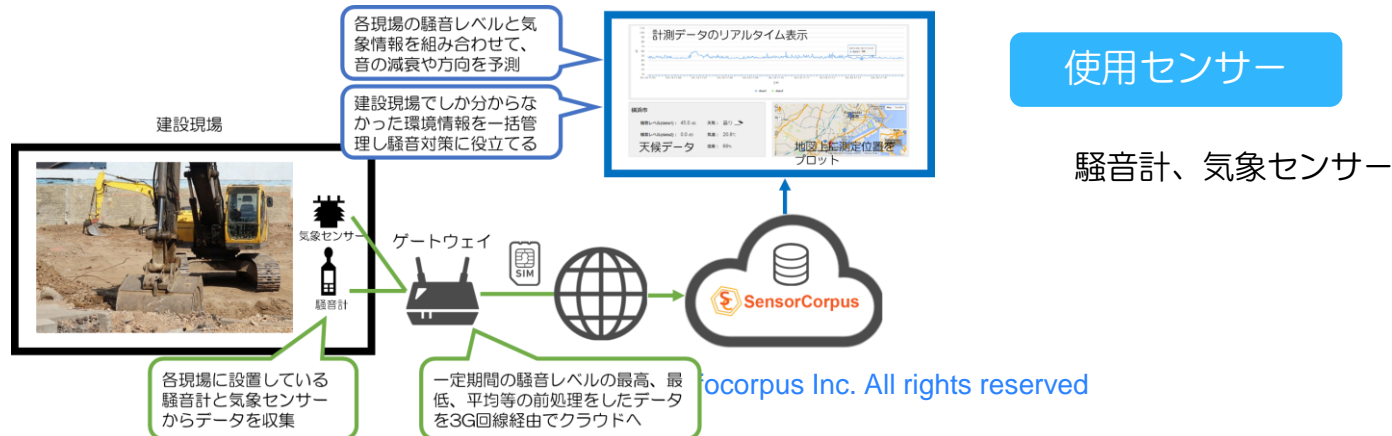 各現場の騒音レベルと気
象情報を組み合わせて、
音の減衰や方向を予測
建設現場でしか分からな
かった環境情報を一括管
理し騒音対策に役立てる
計測データのリアルタイム表示
天候データ
地図上に測定位置を
プロット
使用センサー
騒音計、気象センサー
建設現場
気象センサー
騒音計
ゲートウェイ
SIM
SensorCorpus
各現場に設置している
騒音計と気象センサー
からデータを収集
一定期間の騒音レベルの最高、最
低、平均等の前処理をしたデータ
を3G回線経由でクラウドへ
focorpus Inc. All rights reserved